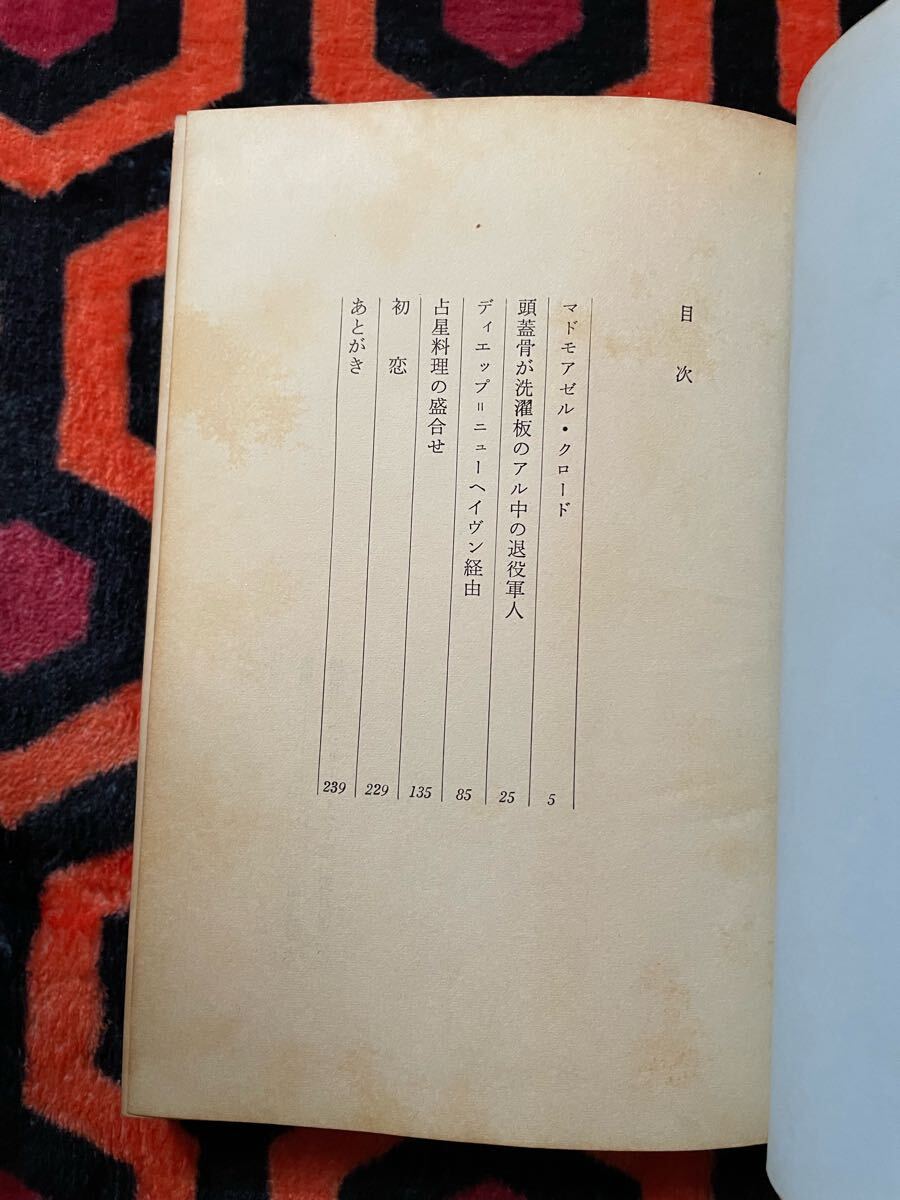 目次
マドモアゼル・クロード 5
頭蓋骨が洗濯板のアル中の退役軍人 25
ディエップ＝ニューヘイヴン経由 85
占星料理の盛合せ 135
初恋 229
あとがき 239